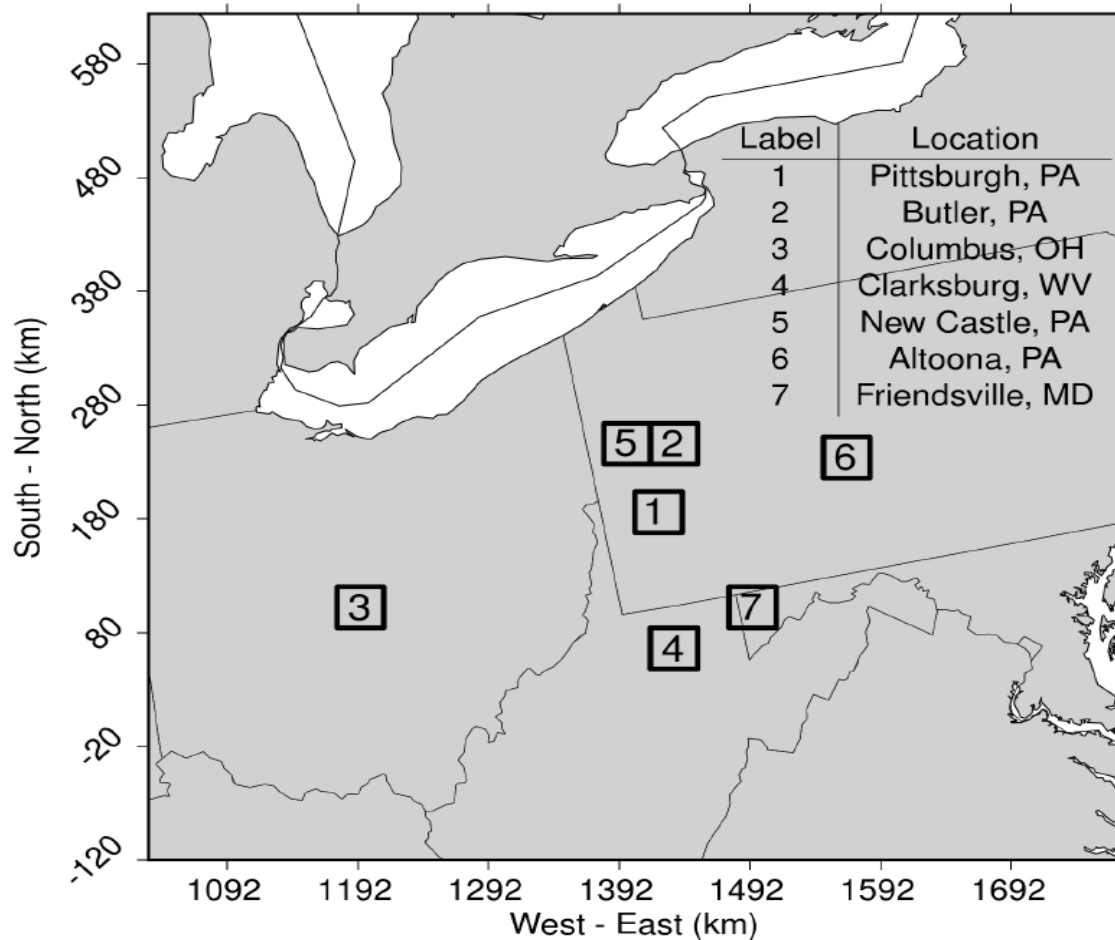 580
480
380
280
180
80
-20
-120
South - North (km)
Label Location
1 Pittsburgh, PA
2 Butler, PA
3 Columbus, OH
4 Clarksburg, WV
5 New Castle, PA
6 Altoona, PA
7 Friendsville, MD
5 2
6
1
3
7
4
1092 1192 1292 1392 1492 1592 1692
West - East (km)